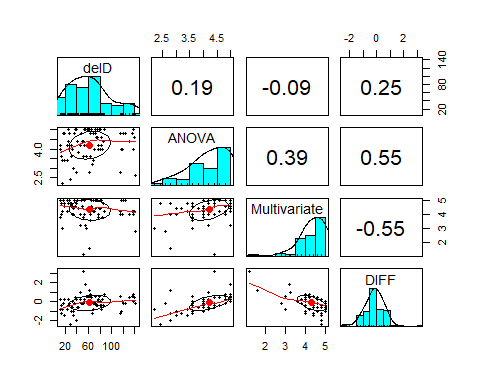 2.5 3.5 4.5 -2 0 2
delD 0.19 -0.09 0.25
20 60 100 140
2.5 4.0
ANOVA 0.39 0.55
Multivariate -0.55
2 3 4 5
-2 0 2
DIFF
20 60 100 2 3 4 5